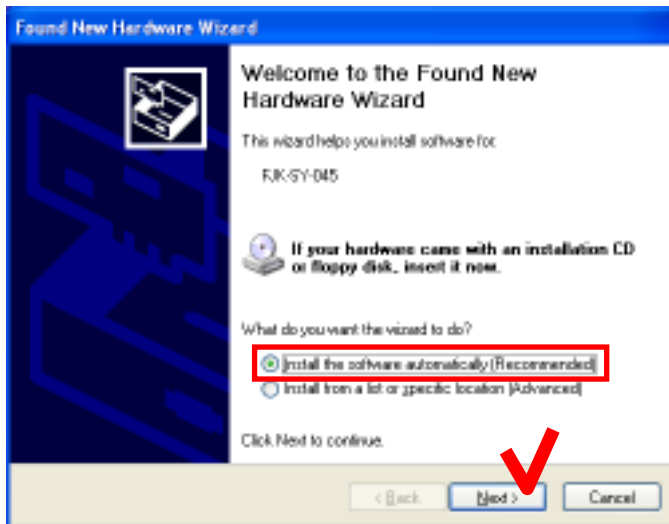 Found New Hardware Wizard
Welcome to the Found New
Hardware Wizard
This wizard helps you install software for:
FJK-SY-045
If your hardware came with an installation CD
or floppy disk, insert it now.
What do you want the wizard to do?
Install the software automatically (Recommended)
Install from a list or specific location (Advanced)
Click Next to continue.
< Back
Next >
Cancel